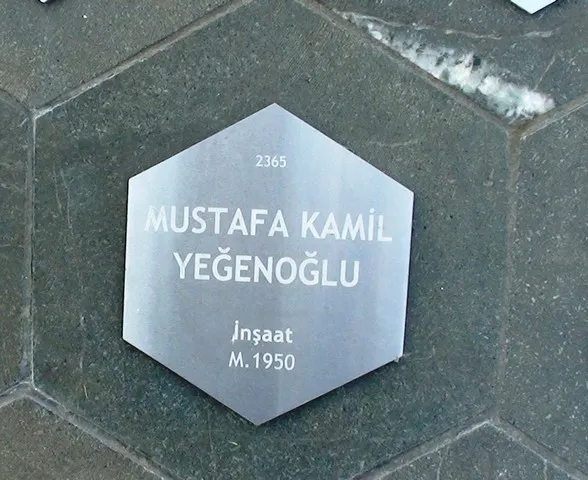 2365
MUSTAFA KAMİL
YEĞENOĞLU
İnşaat
M.1950